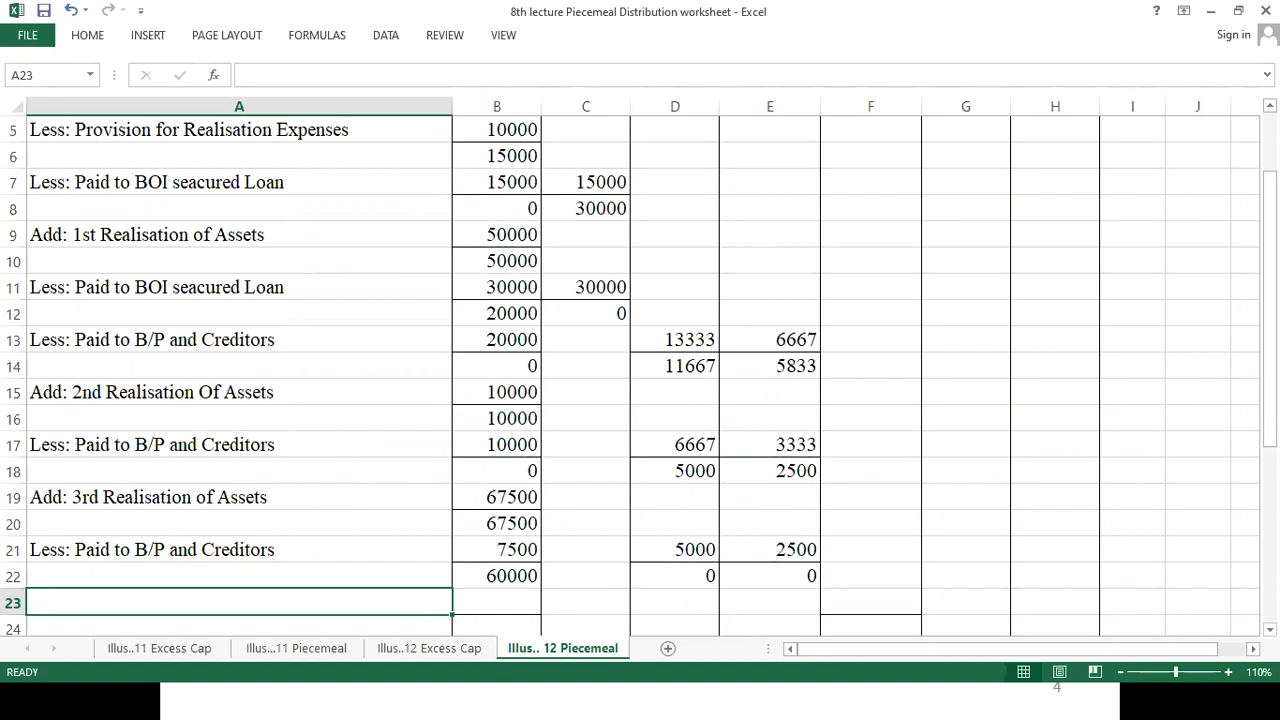 8th lecture Piecemeal Distribution worksheet - Excel
?
FILE HOME INSERT PAGE LAYOUT FORMULAS DATA REVIEW VIEW Sign in
A23 fx
A B C D E F G H I J
5 Less: Provision for Realisation Expenses 10000
6 15000
7 Less: Paid to BOI seacured Loan 15000 15000
8 0 30000
9 Add: 1st Realisation of Assets 50000
10 50000
11 Less: Paid to BOI seacured Loan 30000 30000
12 20000 0
13 Less: Paid to B/P and Creditors 20000 13333 6667
14 0 11667 5833
15 Add: 2nd Realisation Of Assets 10000
16 10000
17 Less: Paid to B/P and Creditors 10000 6667 3333
18 0 5000 2500
19 Add: 3rd Realisation of Assets 67500
20 67500
21 Less: Paid to B/P and Creditors 7500 5000 2500
22 60000 0 0
23
24
Illus..11 Excess Cap Illus...11 Piecemeal Illus..12 Excess Cap Illus.. 12 Piecemeal
READY 110%
4